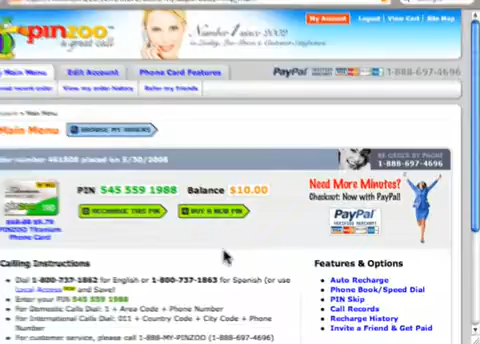 My Account Logout View Cart Site Map
pinzoo
a great call
Number 1 since 2002
Main Menu Edit Account Phone Card Features
PayPal 1-888-697-4696
View my order history Refer my friends
Main Menu
Main Menu BROWSE MY ORDERS
placed on 5/30/2008
RE-ORDER BY PHONE
1-888-697-4696
PIN 545 559 1988 Balance $10.00
RECHARGE THIS PIN BUY A NEW PIN
PINZOO Titanium
Phone Card
Need More Minutes?
Checkout: Now with PayPal!
PayPal
Calling Instructions
Dial 1-800-737-1862 for English or 1-800-737-1863 for Spanish (or use
Local Access and Save!)
Enter your PIN 545 559 1988
For Domestic Calls Dial: 1 + Area Code + Phone Number
For International Calls Dial: 011 + Country Code + City Code + Phone
Number
For customer service, please call 1-888-MY-PINZOO (1-888-697-4696)
Features & Options
Auto Recharge
Phone Book/Speed Dial
PIN Skip
Call Records
Recharge History
Invite a Friend & Get Paid